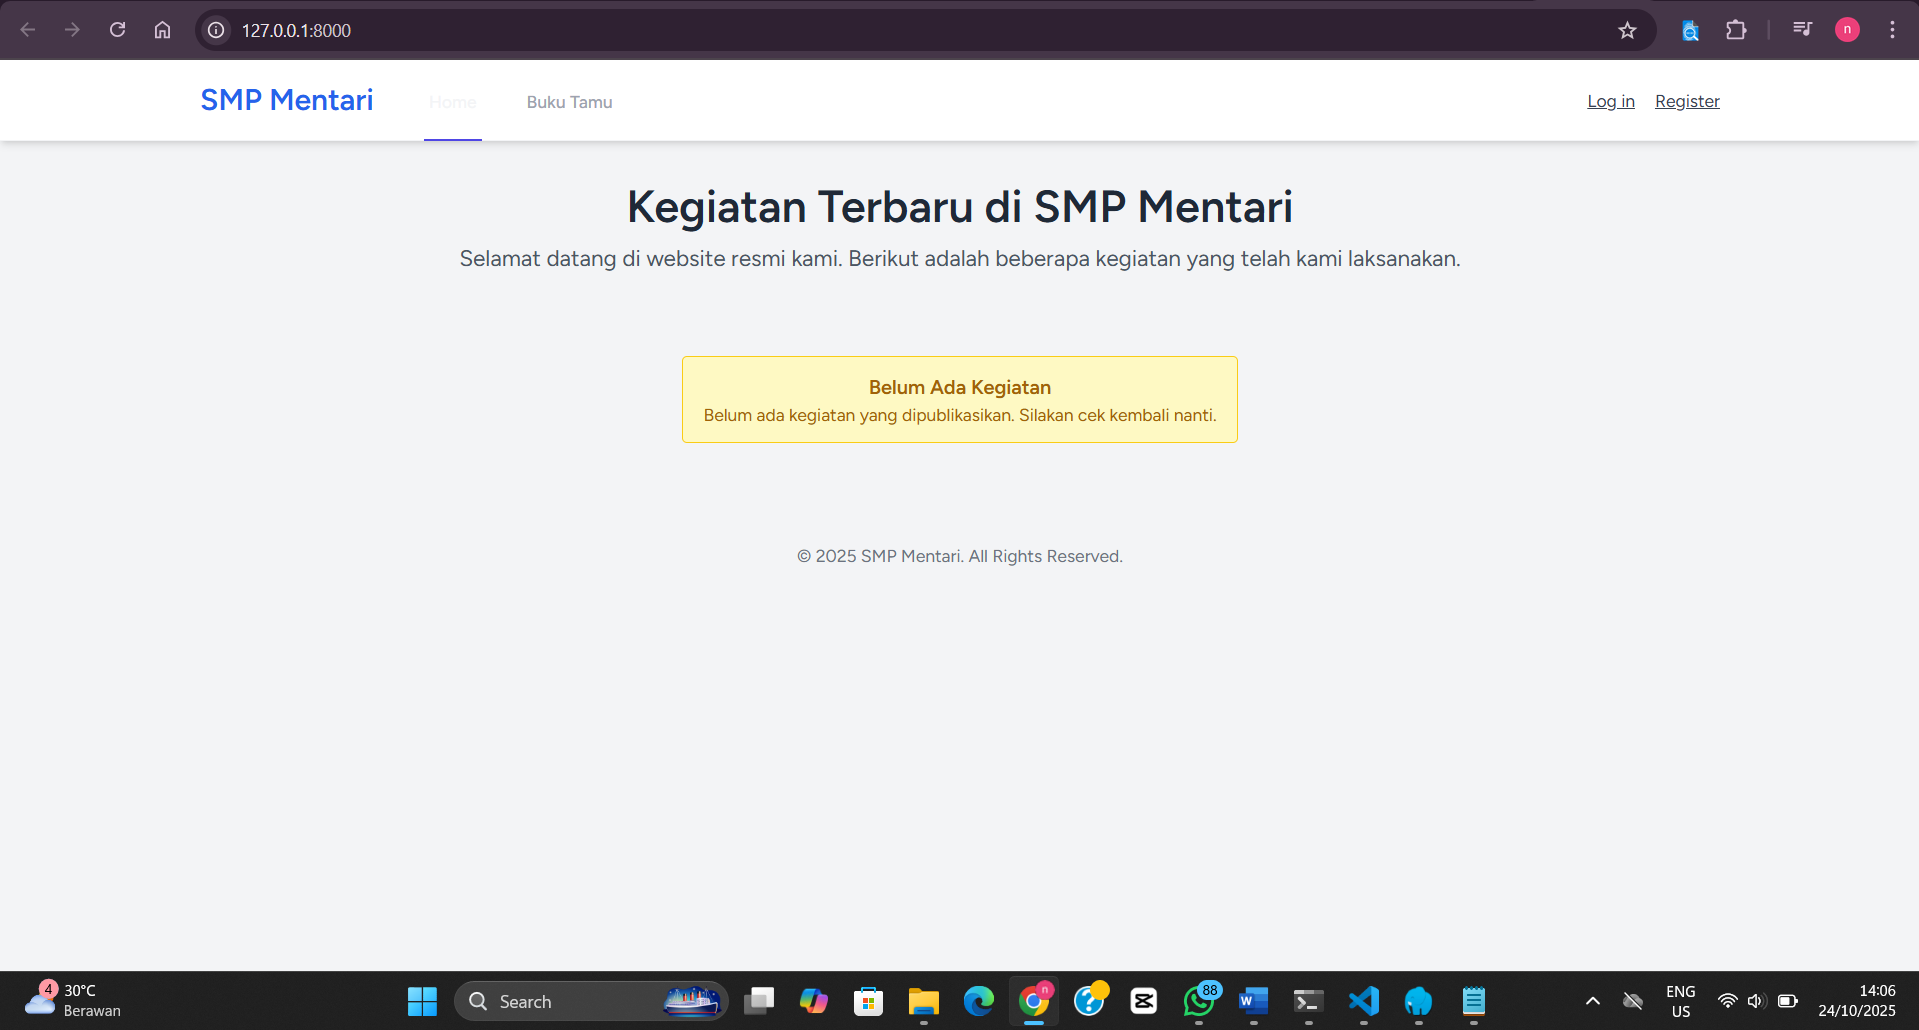 127.0.0.1:8000
n
SMP Mentari
Home
Buku Tamu
Log in
Register
Kegiatan Terbaru di SMP Mentari
Selamat datang di website resmi kami. Berikut adalah beberapa kegiatan yang telah kami laksanakan.
Belum Ada Kegiatan
Belum ada kegiatan yang dipublikasikan. Silakan cek kembali nanti.
© 2025 SMP Mentari. All Rights Reserved.
4
30°C
Berawan
Search
n
88
ENG
US
14:06
24/10/2025